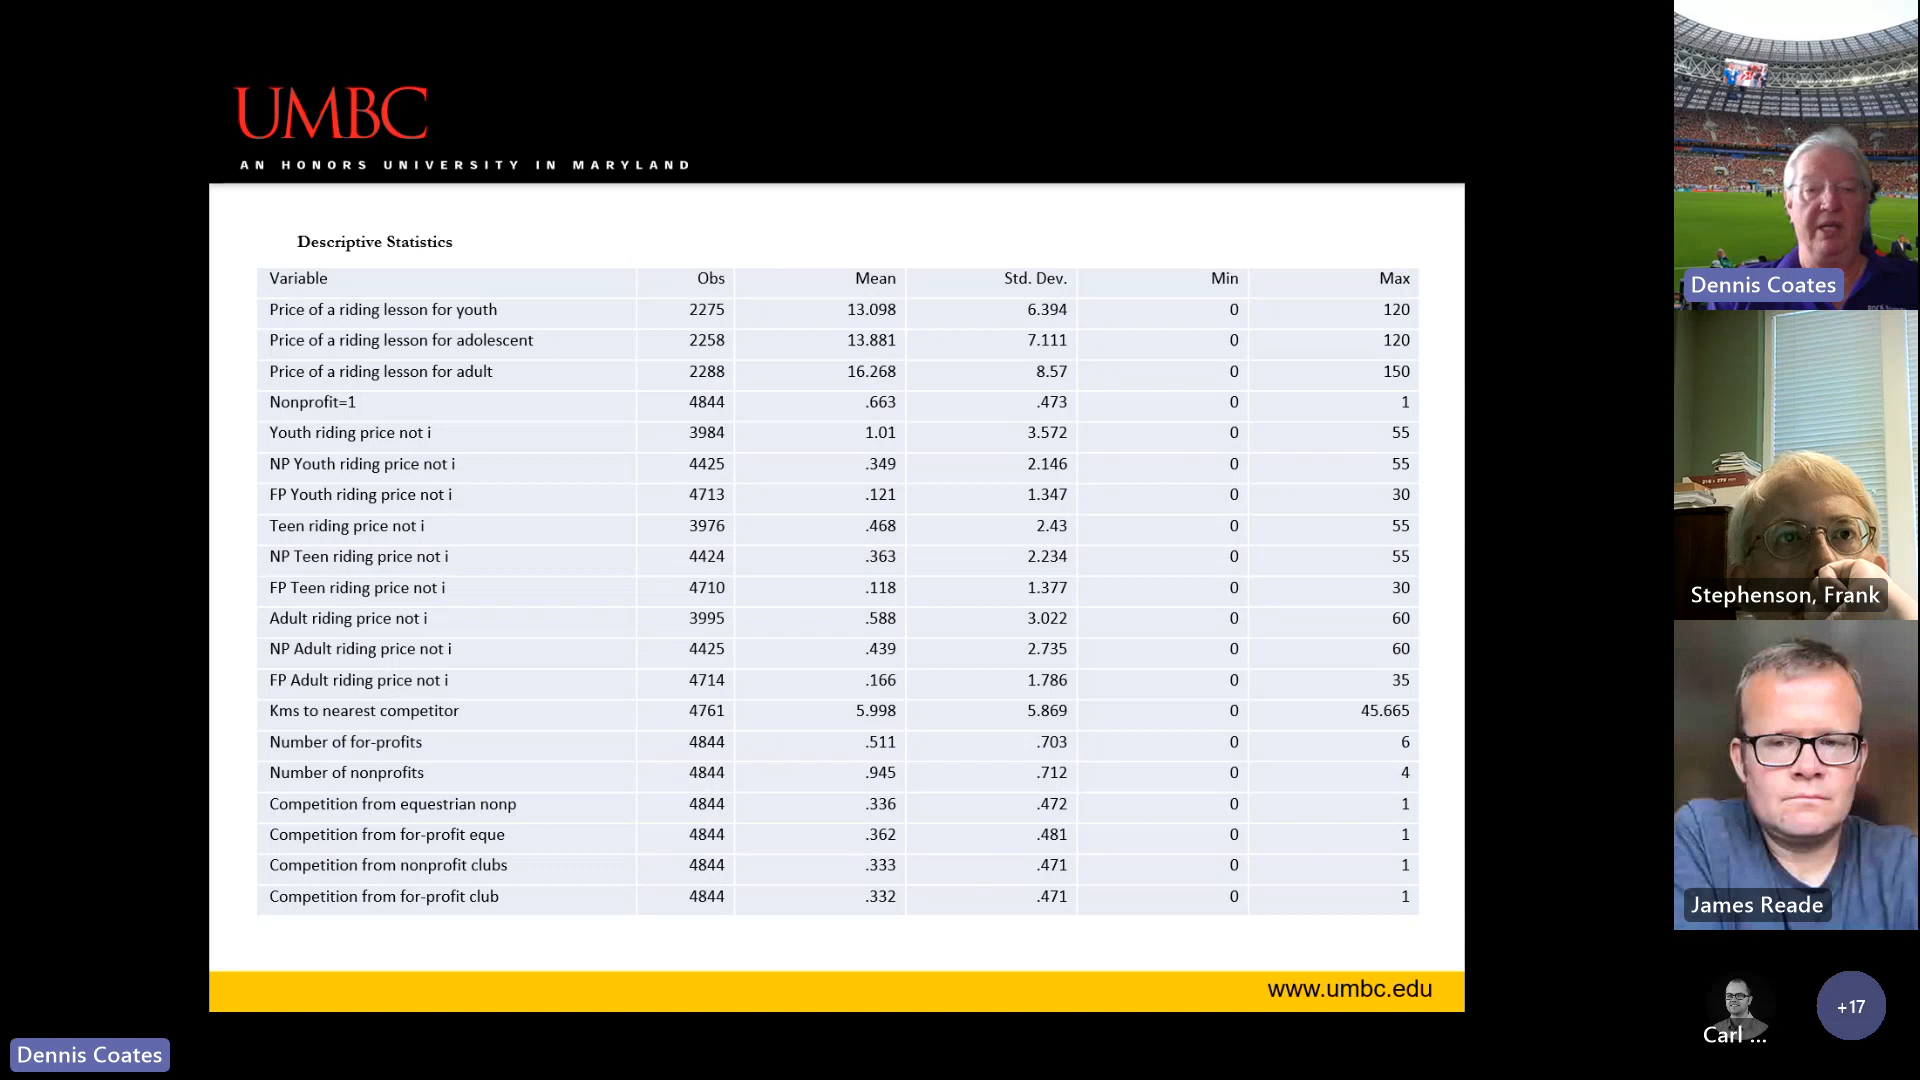 UMBC
AN HONORS UNIVERSITY IN MARYLAND
Descriptive Statistics
Variable Obs Mean Std. Dev. Min Max
Price of a riding lesson for youth 2275 13.098 6.394 0 120
Price of a riding lesson for adolescent 2258 13.881 7.111 0 120
Price of a riding lesson for adult 2288 16.268 8.57 0 150
Nonprofit=1 4844 .663 .473 0 1
Youth riding price not i 3984 1.01 3.572 0 55
NP Youth riding price not i 4425 .349 2.146 0 55
FP Youth riding price not i 4713 .121 1.347 0 30
Teen riding price not i 3976 .468 2.43 0 55
NP Teen riding price not i 4424 .363 2.234 0 55
FP Teen riding price not i 4710 .118 1.377 0 30
Adult riding price not i 3995 .588 3.022 0 60
NP Adult riding price not i 4425 .439 2.735 0 60
FP Adult riding price not i 4714 .166 1.786 0 35
Kms to nearest competitor 4761 5.998 5.869 0 45.665
Number of for-profits 4844 .511 .703 0 6
Number of nonprofits 4844 .945 .712 0 4
Competition from equestrian nonp 4844 .336 .472 0 1
Competition from for-profit eque 4844 .362 .481 0 1
Competition from nonprofit clubs 4844 .333 .471 0 1
Competition from for-profit club 4844 .332 .471 0 1
www.umbc.edu
Dennis Coates
Dennis Coates
Stephenson, Frank
James Reade
Carl ...
+17